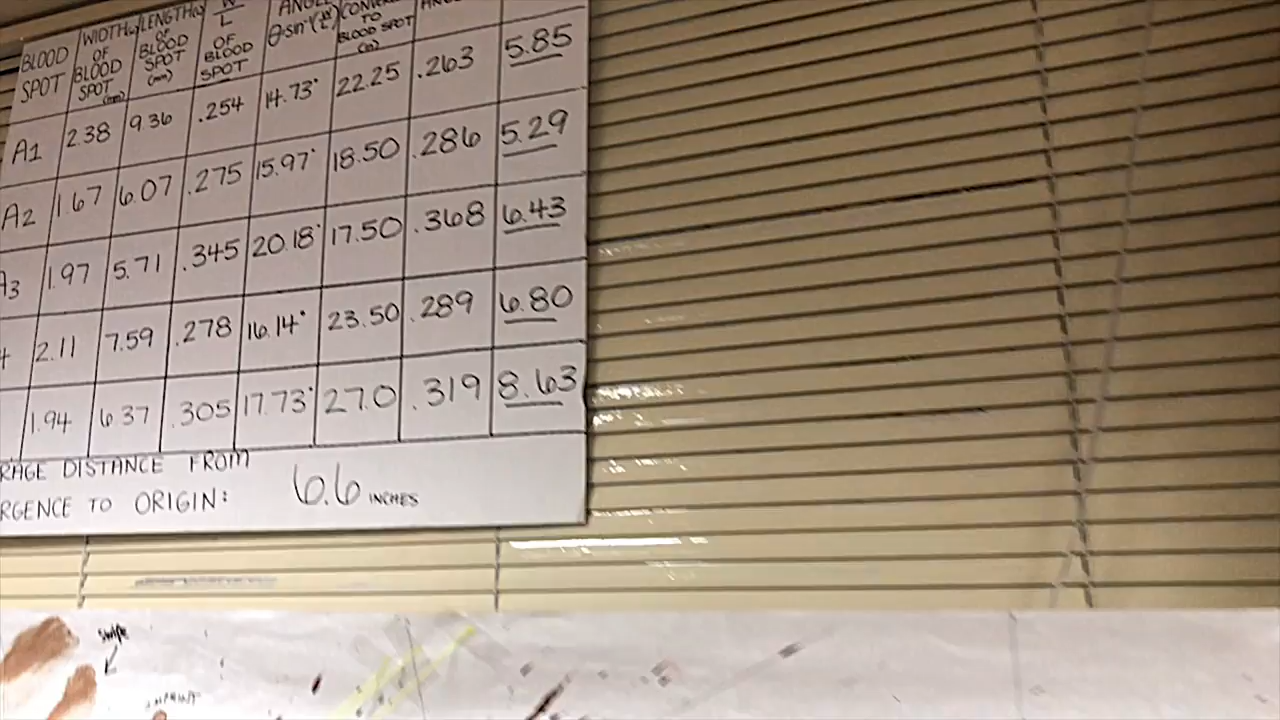 BLOOD SPOT
WIDTH(w) OF BLOOD SPOT (mm)
LENGTH(L) OF BLOOD SPOT (mm)
L OF BLOOD SPOT
θ=sin⁻¹(
TO BLOOD SPOT (in)
A1 2.38 9.36 .254 14.73° 22.25 .263 5.85
A2 1.67 6.07 .275 15.97° 18.50 .286 5.29
A3 1.97 5.71 .345 20.18° 17.50 .368 6.43
2.11 7.59 .278 16.14° 23.50 .289 6.80
1.94 6.37 .305 17.73° 27.0 .319 8.63
RAGE DISTANCE FROM
RGENCE TO ORIGIN: 6.6 INCHES
swipe